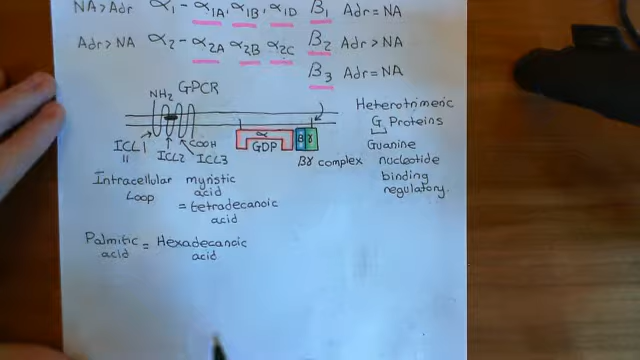 NA>Adr α1 - α1A, α1B, α1D β1 Adr = NA
Adr>NA α2 - α2A α2B α2C β2 Adr > NA
β3 Adr = NA
NH2 GPCR
Heterotrimeric
G Proteins
α
GDP
β γ
COOH
ICL1
ICL2
ICL3
βγ complex
Guanine
nucleotide
binding
regulatory.
=
Intracellular
Loop
myristic
acid
= tetradecanoic
acid
Palmitic = Hexadecanoic
acid acid